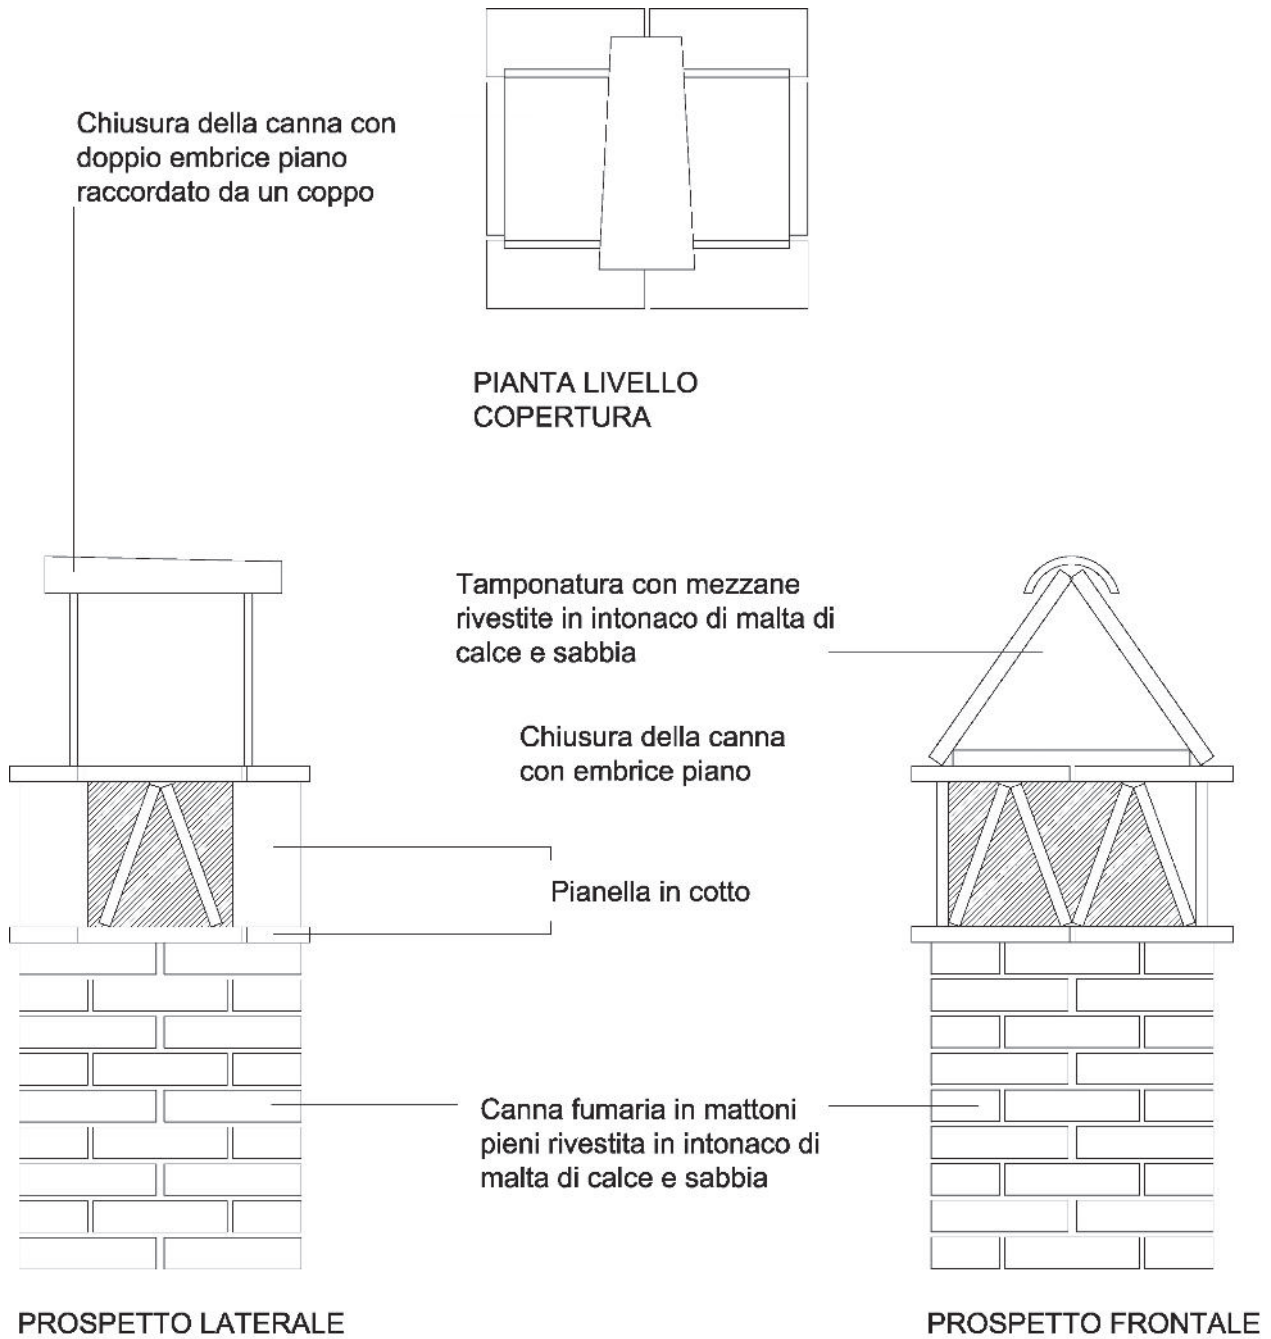 Chiusura della canna con
doppio embrice piano
raccordato da un coppo
PIANTA LIVELLO
COPERTURA
Tamponatura con mezzane
rivestite in intonaco di malta di
calce e sabbia
Chiusura della canna
con embrice piano
Pianella in cotto
Canna fumaria in mattoni
pieni rivestita in intonaco di
malta di calce e sabbia
PROSPETTO LATERALE
PROSPETTO FRONTALE